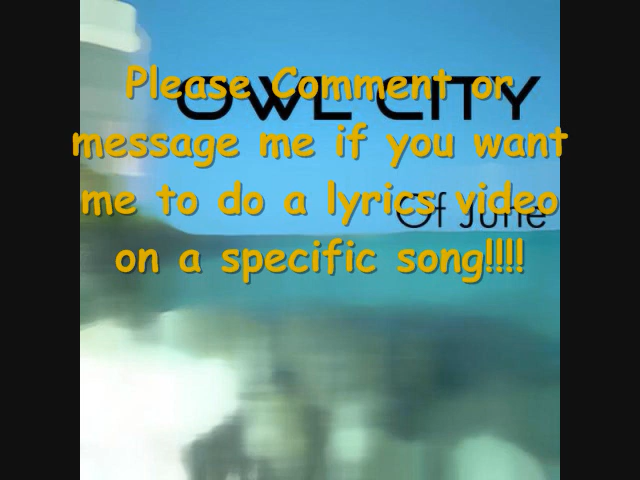 Please Comment or
OWL CITY
message me if you want
me to do a lyrics video
Of June
on a specific song!!!!